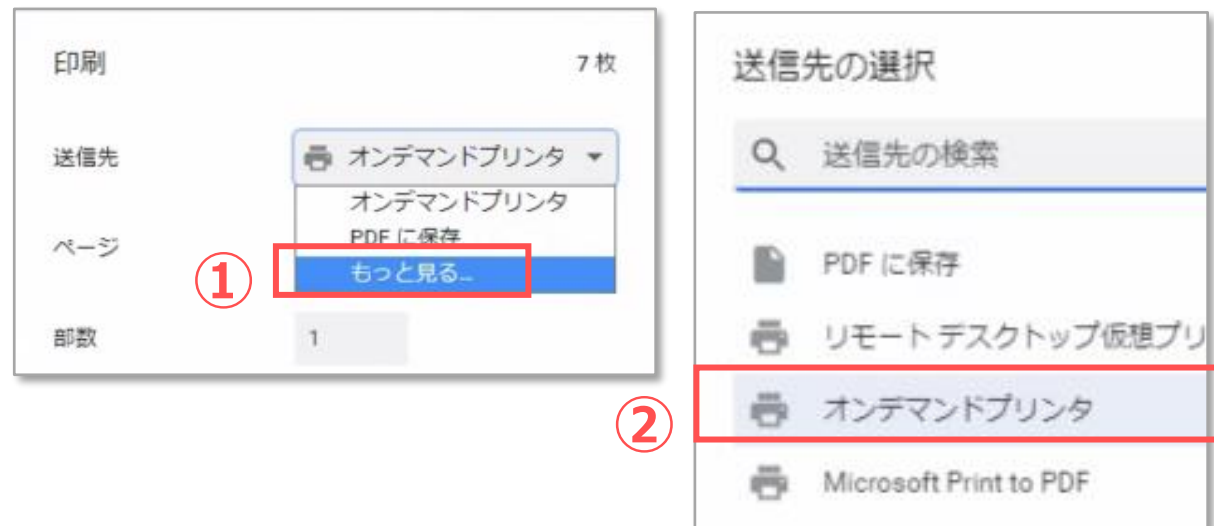 印刷
7 枚
送信先
オンデマンドプリンタ
オンデマンドプリンタ
PDF に保存
ページ
①
もっと見る...
部数
1
送信先の選択
送信先の検索
PDF に保存
リモート デスクトップ仮想プリ
②
オンデマンドプリンタ
Microsoft Print to PDF